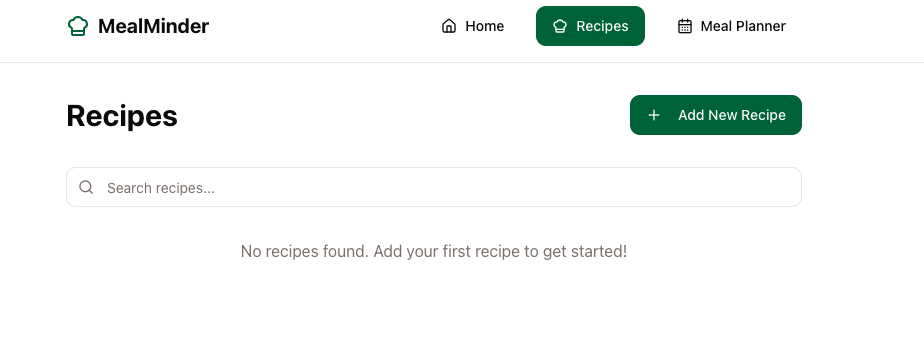 MealMinder
Home
Recipes
Meal Planner
Recipes
Add New Recipe
Search recipes...
No recipes found. Add your first recipe to get started!